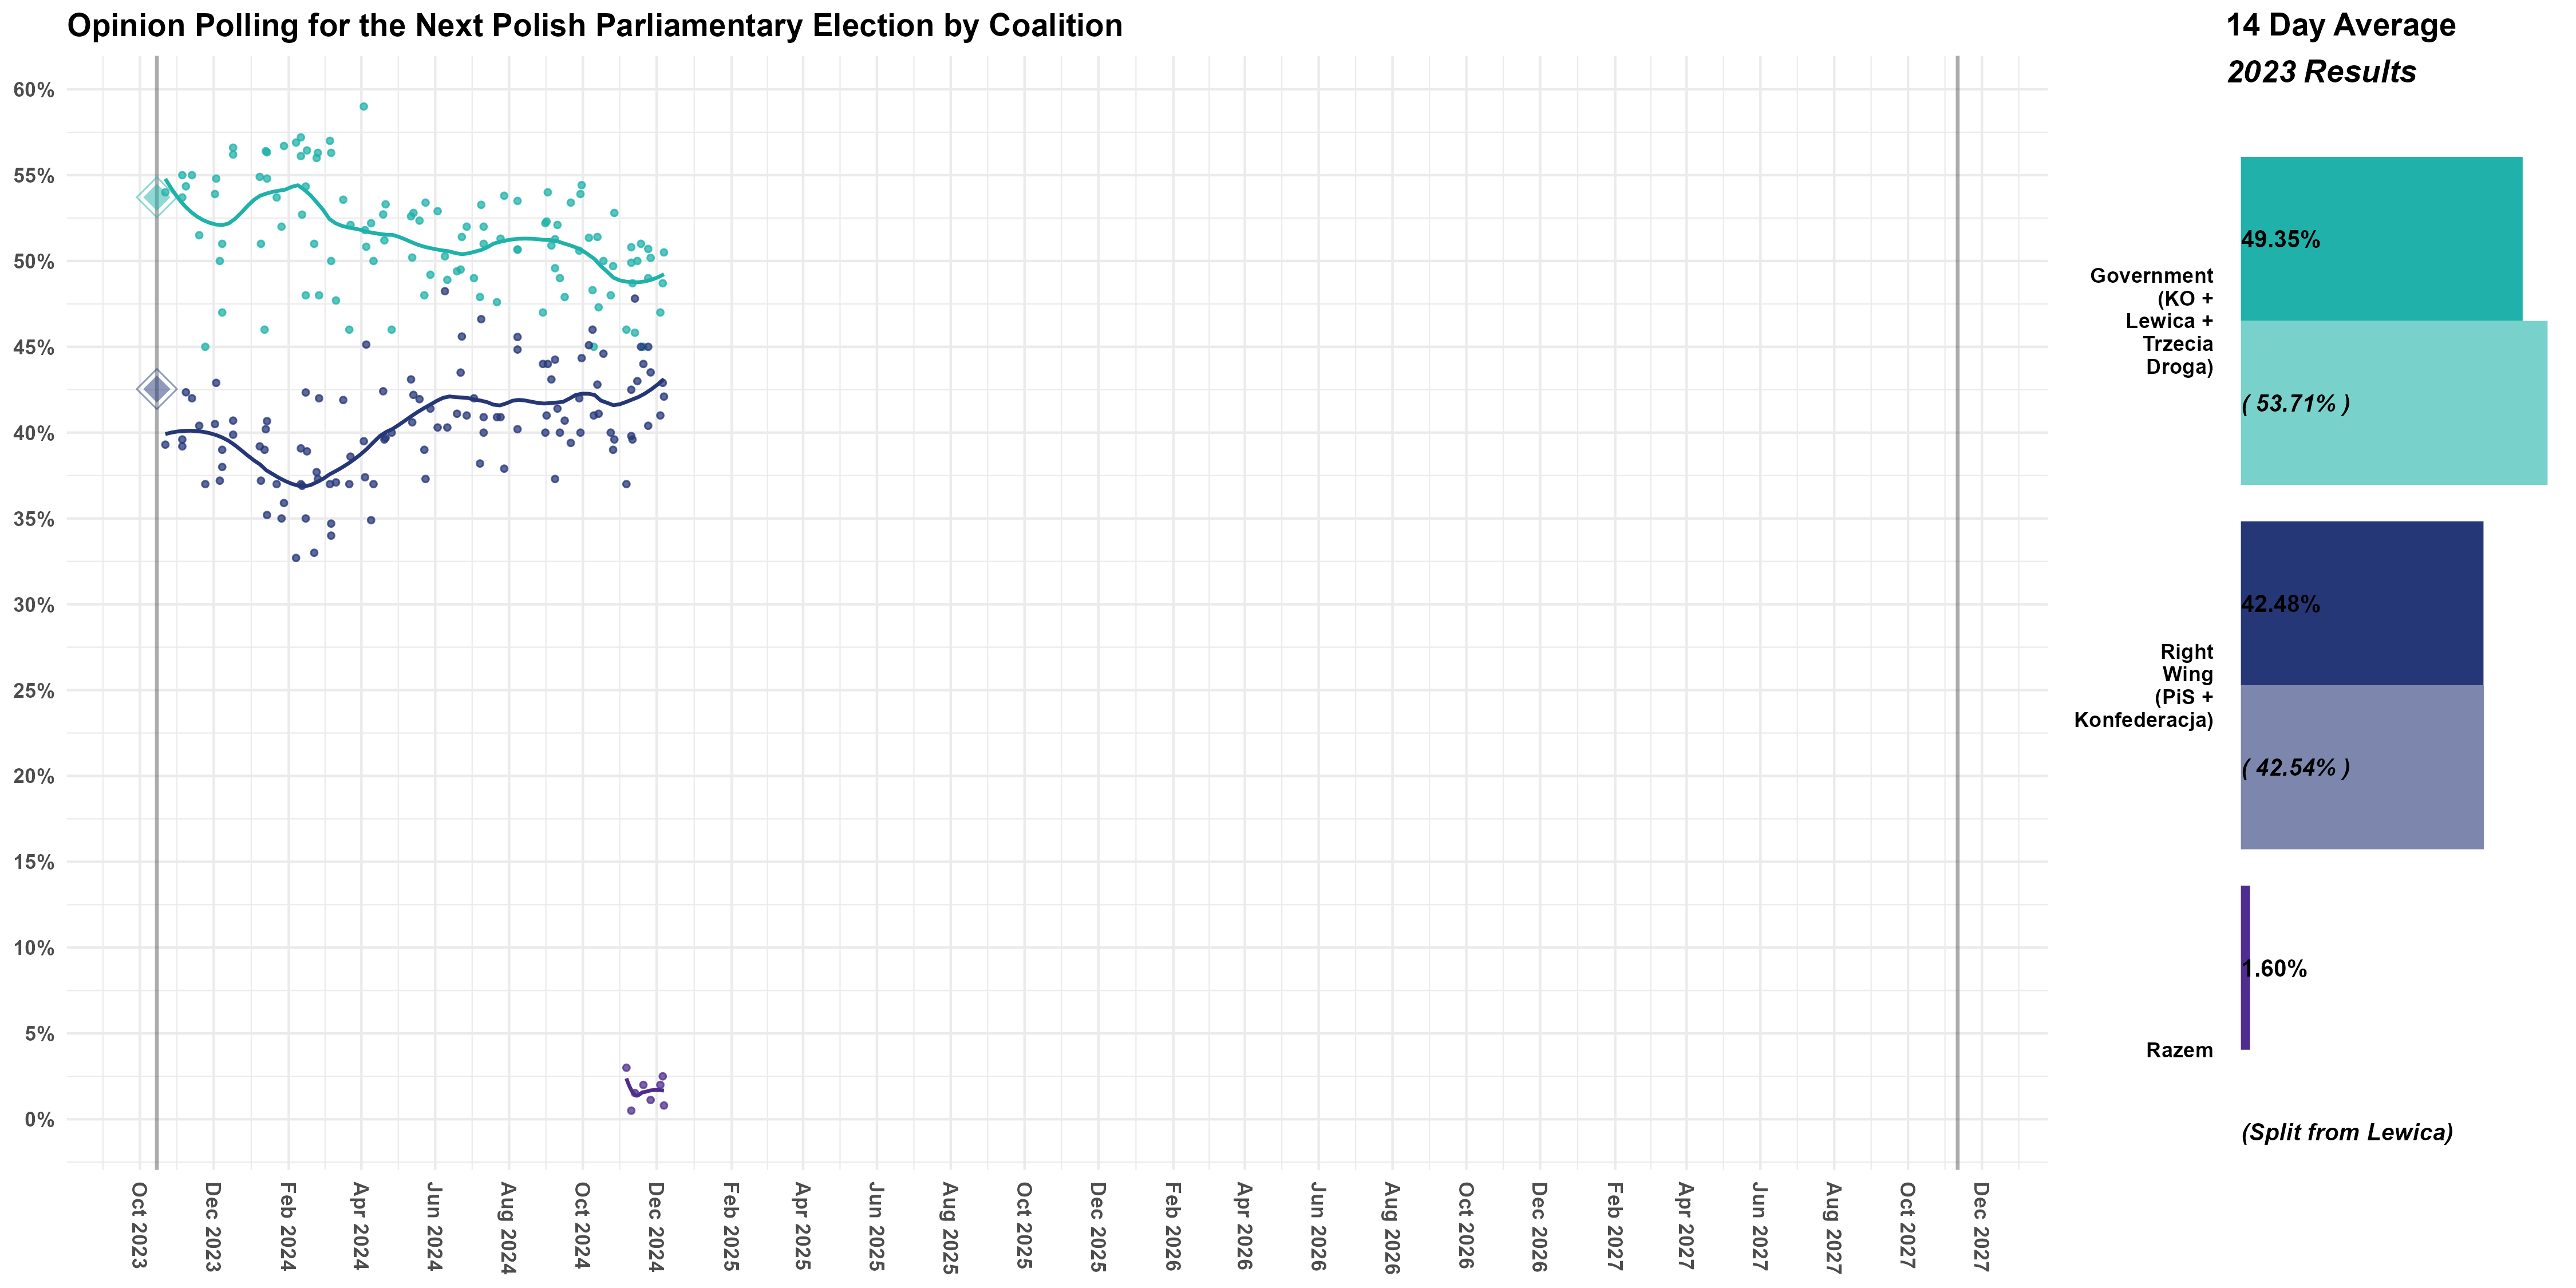 Opinion Polling for the Next Polish Parliamentary Election by Coalition
14 Day Average
2023 Results
60%
55%
50%
45%
40%
35%
30%
25%
20%
15%
10%
5%
0%
Oct 2023
Dec 2023
Feb 2024
Apr 2024
Jun 2024
Aug 2024
Oct 2024
Dec 2024
Feb 2025
Apr 2025
Jun 2025
Aug 2025
Oct 2025
Dec 2025
Feb 2026
Apr 2026
Jun 2026
Aug 2026
Oct 2026
Dec 2026
Feb 2027
Apr 2027
Jun 2027
Aug 2027
Oct 2027
Dec 2027
Government
(KO +
Lewica +
Trzecia
Droga)
49.35%
( 53.71% )
Right
Wing
(PiS +
Konfederacja)
42.48%
( 42.54% )
Razem
1.60%
(Split from Lewica)